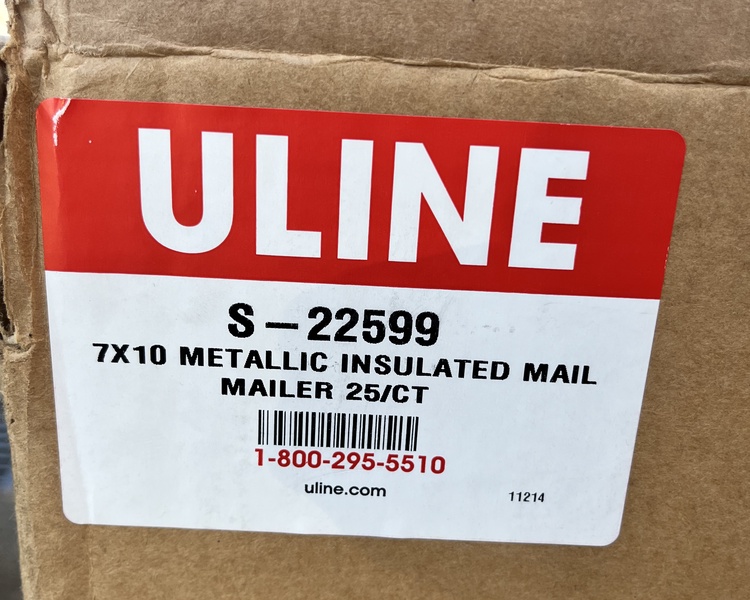 ULINE
S-22599
7X10 METALLIC INSULATED MAIL
MAILER 25/CT
1-800-295-5510
uline.com
11214